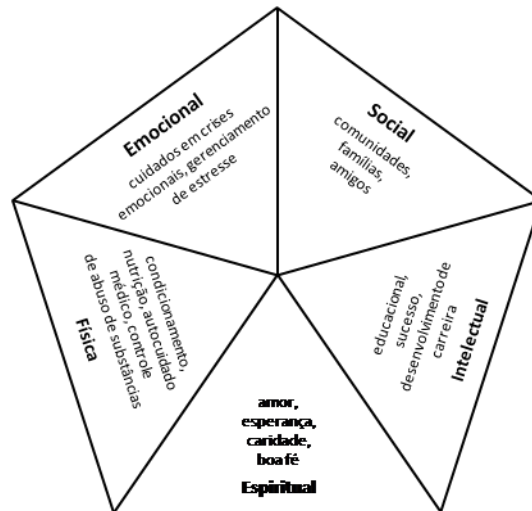 Emocional
cuidados em crises
emocionais, gerenciamento
de estresse
Social
comunidades,
famílias,
amigos
Física
condicionamento,
nutrição, autocuidado
médico, controle
de abuso de substâncias
educacional,
sucesso,
desenvolvimento de
carreira
Intelectual
amor,
esperança,
caridade,
boa fé
Espiritual